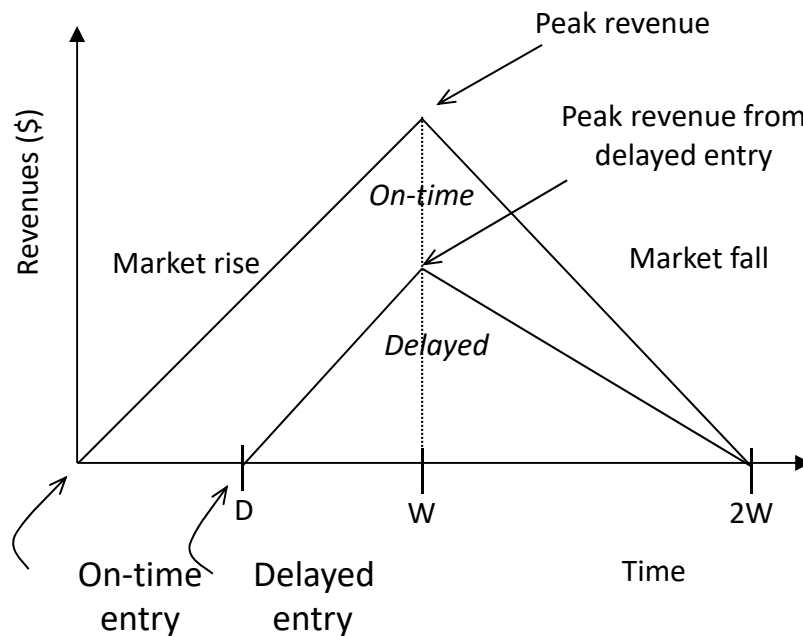 Peak revenue
Peak revenue from
delayed entry
Revenues ($)
On-time
Market rise
Market fall
Delayed
D
W
2W
On-time
entry
Delayed
entry
Time